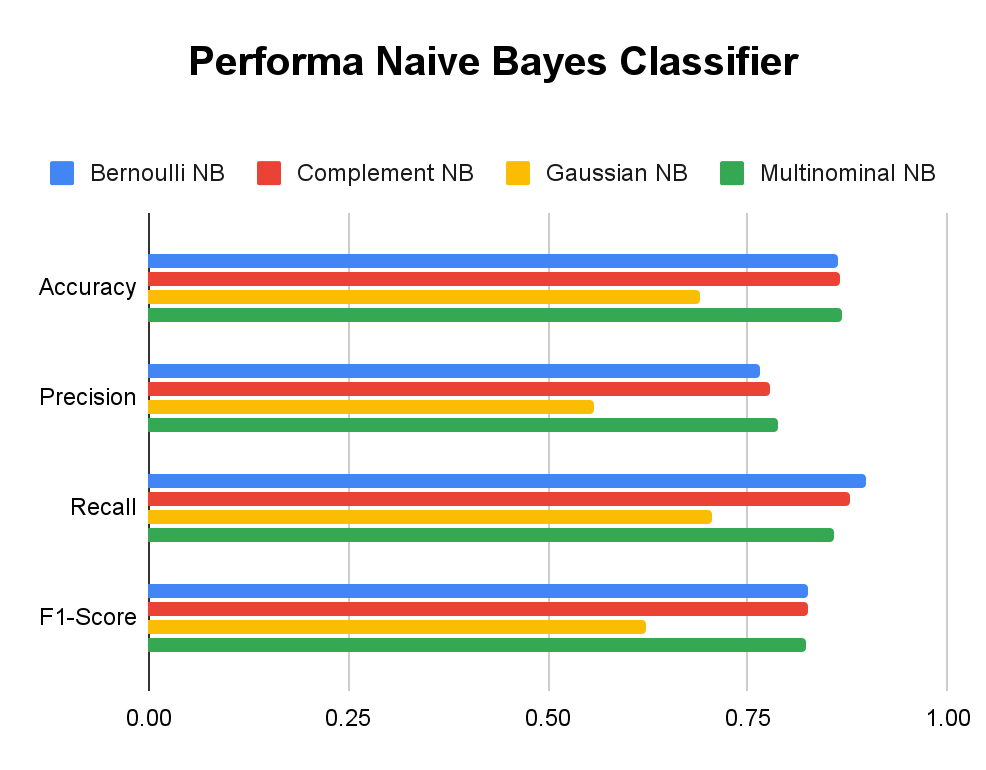 Performa Naive Bayes Classifier
Bernoulli NB Complement NB Gaussian NB Multinominal NB
Accuracy
Precision
Recall
F1-Score
0.00 0.25 0.50 0.75 1.00